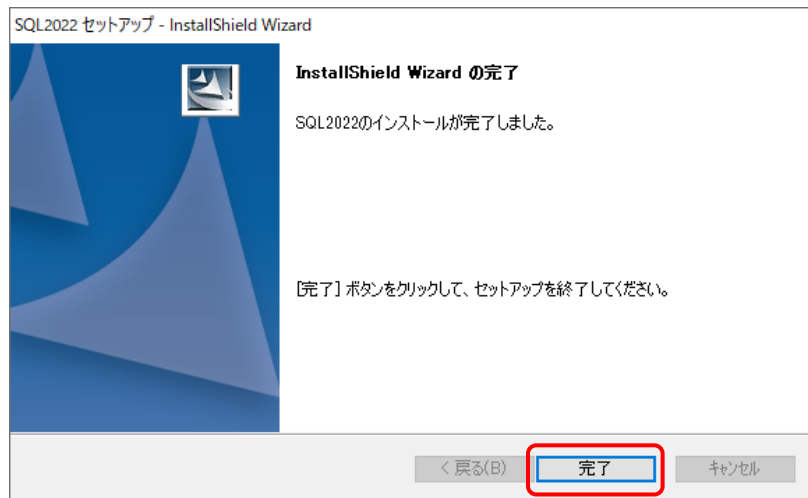 SQL2022 セットアップ - InstallShield Wizard
InstallShield Wizard の完了
SQL2022のインストールが完了しました。
[完了] ボタンをクリックして、セットアップを終了してください。
< 戻る(B)
完了
キャンセル